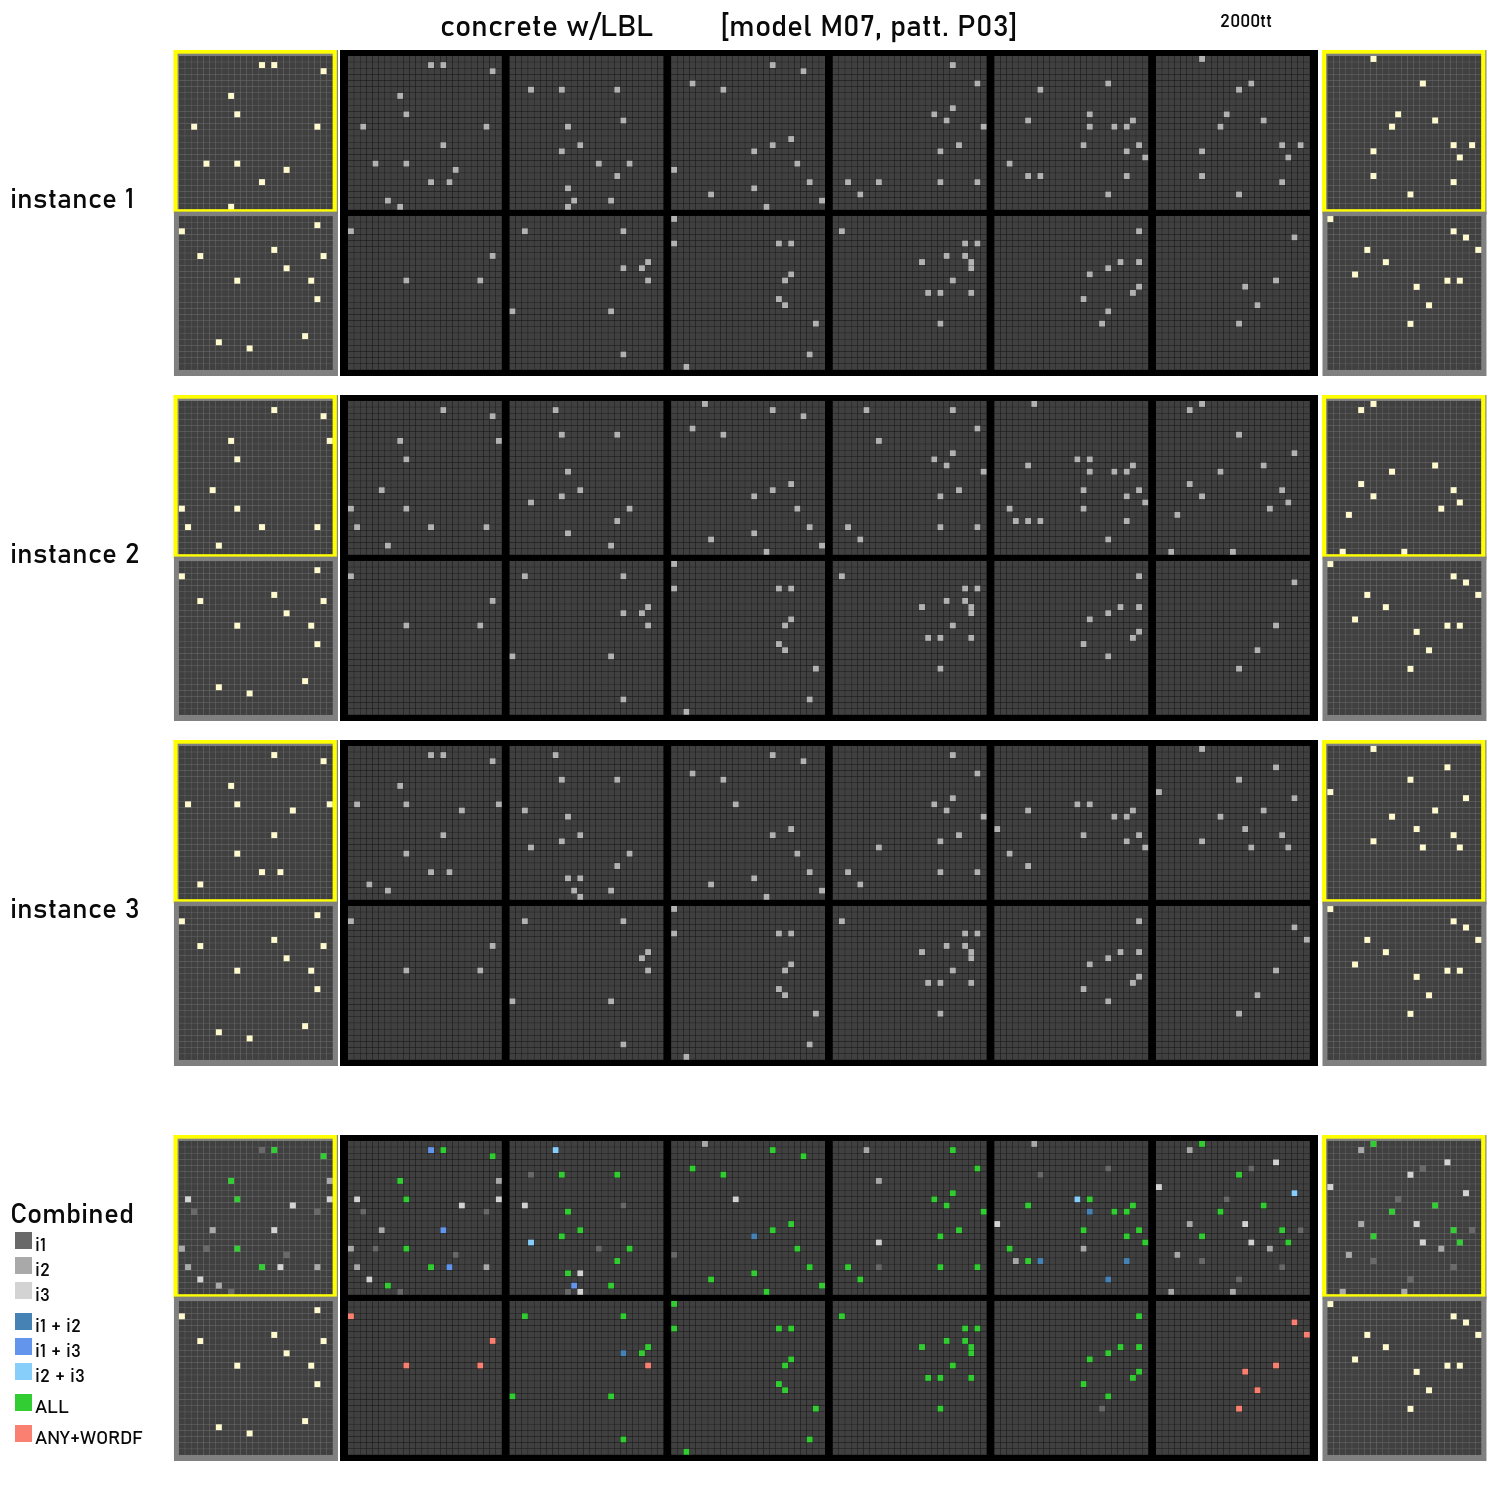 concrete w/LBL [model M07, patt. P03] 2000tt
instance 1
instance 2
instance 3
Combined
i1
i2
i3
i1 + i2
i1 + i3
i2 + i3
ALL
ANY+WORDF